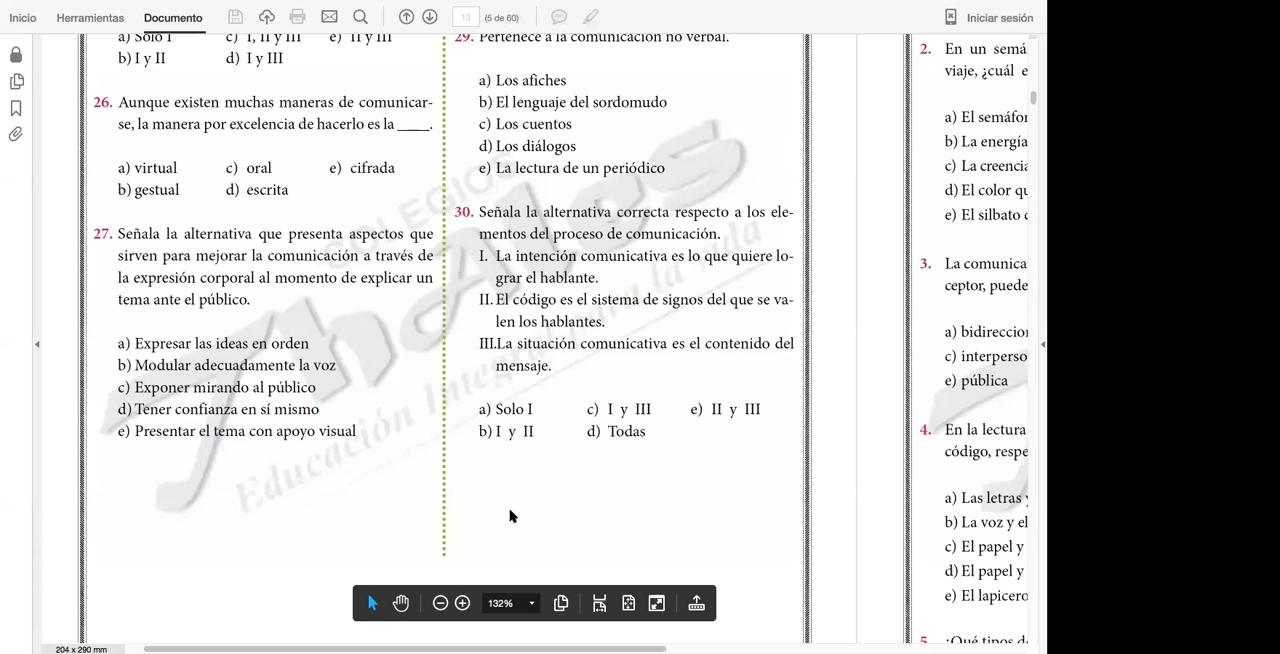 Inicio Herramientas Documento 13 (5 de 60) Iniciar sesión
a) Solo I c) I, II y III e) II y III
b) I y II d) I y III
26. Aunque existen muchas maneras de comunicar-
se, la manera por excelencia de hacerlo es la ____.
a) virtual c) oral e) cifrada
b) gestual d) escrita
27. Señala la alternativa que presenta aspectos que
sirven para mejorar la comunicación a través de
la expresión corporal al momento de explicar un
tema ante el público.
a) Expresar las ideas en orden
b) Modular adecuadamente la voz
c) Exponer mirando al público
d) Tener confianza en sí mismo
e) Presentar el tema con apoyo visual
29. Pertenece a la comunicación no verbal.
a) Los afiches
b) El lenguaje del sordomudo
c) Los cuentos
d) Los diálogos
e) La lectura de un periódico
30. Señala la alternativa correcta respecto a los ele-
mentos del proceso de comunicación.
I. La intención comunicativa es lo que quiere lo-
grar el hablante.
II. El código es el sistema de signos del que se va-
len los hablantes.
III.La situación comunicativa es el contenido del
mensaje.
a) Solo I c) I y III e) II y III
b) I y II d) Todas
COLEGIOS
Thales
Educación Integral para la vida
2. En un semá
viaje, ¿cuál e
a) El semáfor
b) La energía
c) La creencia
d) El color qu
e) El silbato
3. La comunica
ceptor, puede
a) bidireccior
c) interperso
e) pública
4. En la lectura
código, respe
a) Las letras y
b) La voz y el
c) El papel y
d) El papel y
e) El lapicero
5. ¿Qué tipos d
132%
204 x 290 mm